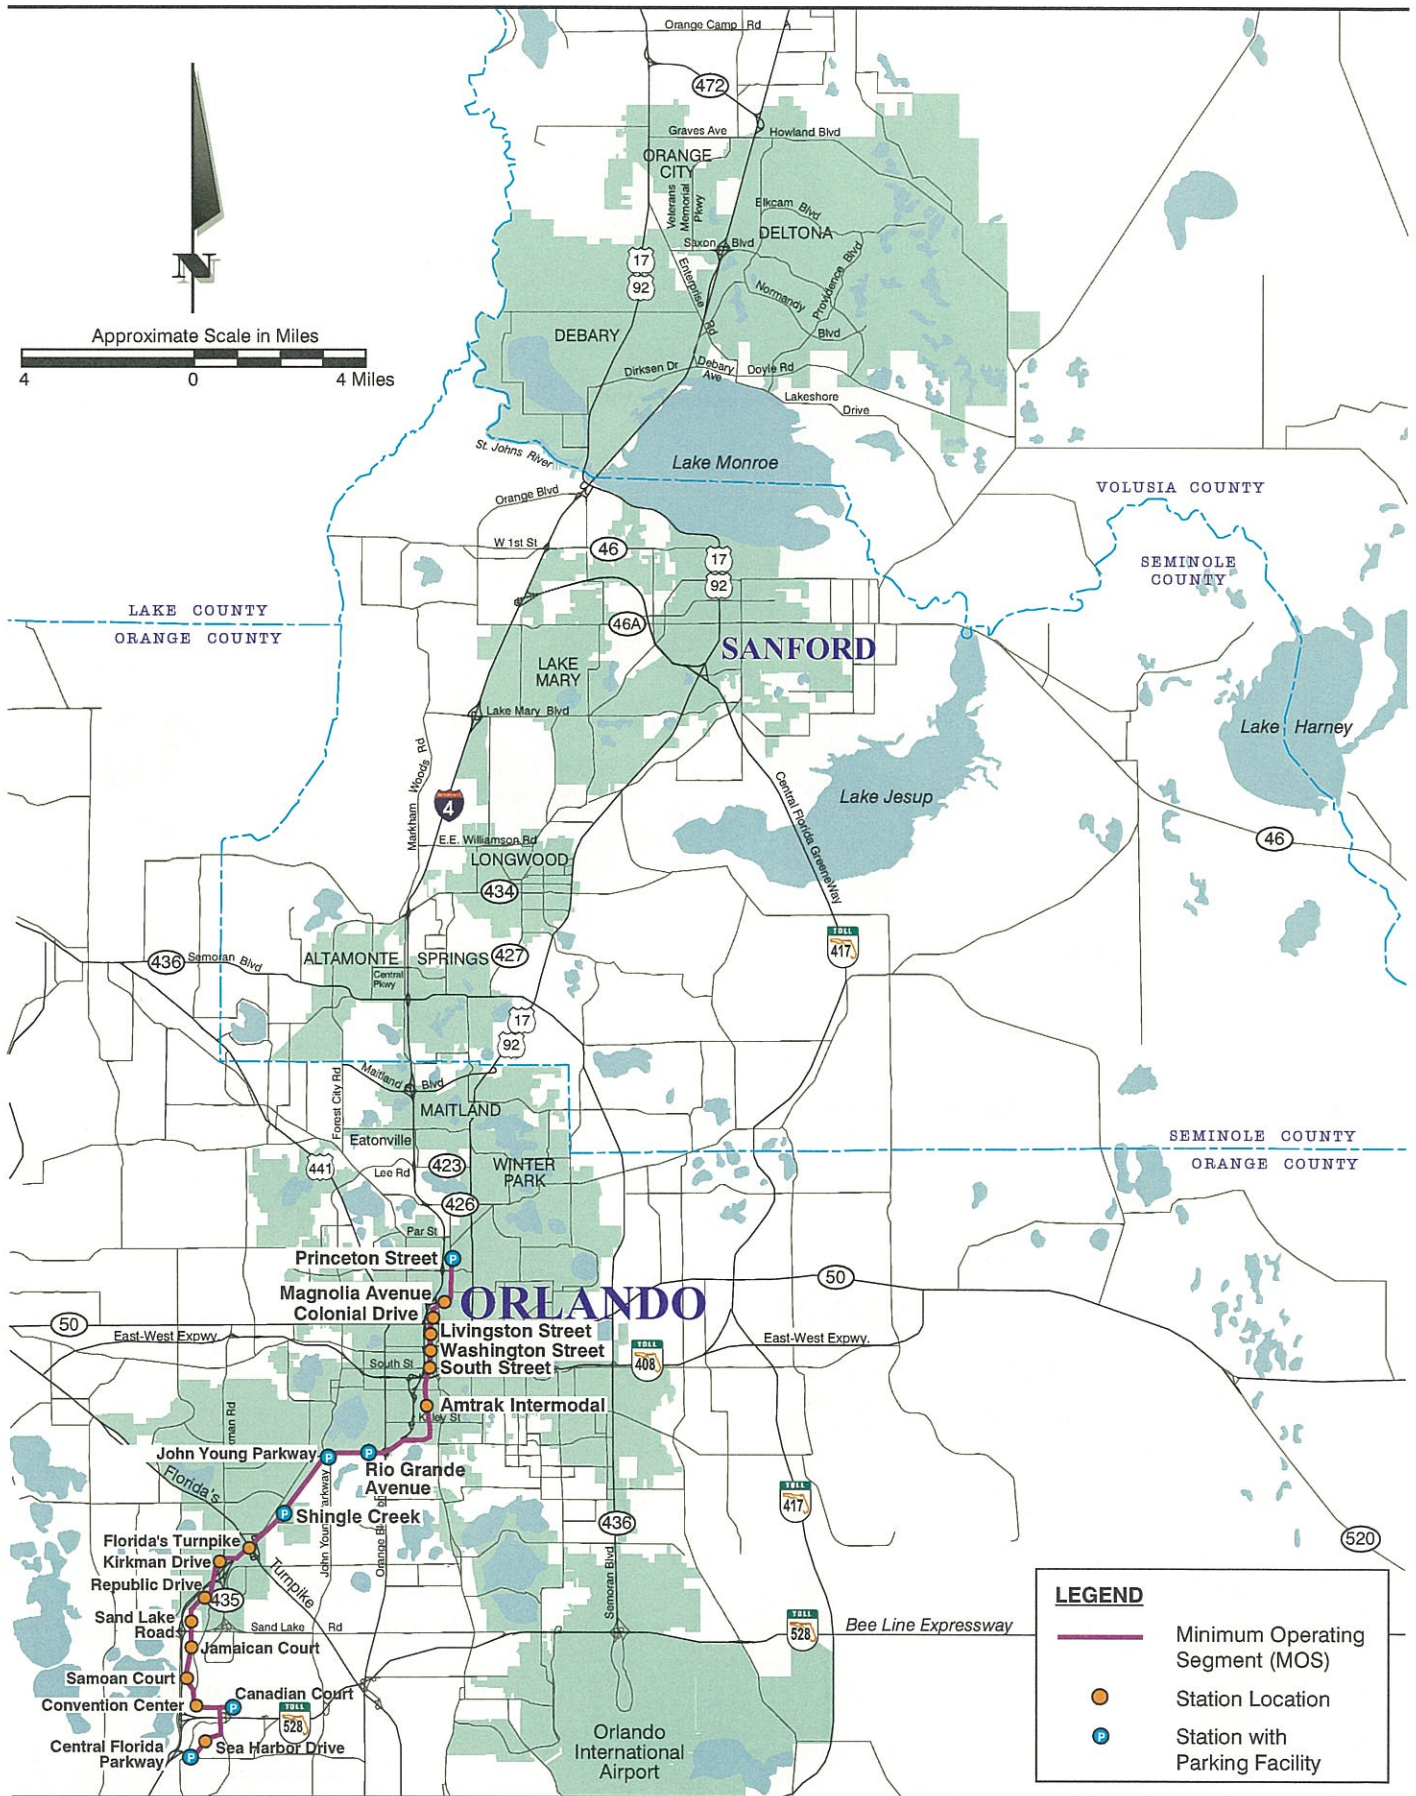 Orange Camp Rd
472
Graves Ave
Howland Blvd
ORANGE
CITY
Veterans
Memorial
Pkwy
Elkcam Blvd
DELTONA
Saxon Blvd
Providence Blvd
17
92
Enterprise Rd
Normandy Blvd
N
Approximate Scale in Miles
4 0 4 Miles
DEBARY
Dirksen Dr
Debary
Ave
Doyle Rd
Lakeshore Drive
St. Johns River
Lake Monroe
Orange Blvd
VOLUSIA COUNTY
W 1st St
46
17
92
SEMINOLE
COUNTY
LAKE COUNTY
ORANGE COUNTY
46A
SANFORD
LAKE
MARY
Lake Mary Blvd
Lake Harney
Markham Woods Rd
4
Central Florida GreeneWay
Lake Jesup
E.E. Williamson Rd
46
LONGWOOD
434
417
TOLL
436
Semoran Blvd
ALTAMONTE SPRINGS
427
Central
Pkwy
17
92
Maitland Blvd
Forest City Rd
MAITLAND
Eatonville
SEMINOLE COUNTY
ORANGE COUNTY
441
Lee Rd
423
WINTER
PARK
426
Par St
Princeton Street
P
50
Magnolia Avenue
ORLANDO
Colonial Drive
50
Livingston Street
East-West Expwy.
East-West Expwy.
Washington Street
TOLL
408
South St
South Street
Amtrak Intermodal
John Young Parkway
P
P
Rio Grande
Avenue
Florida's
Turnpike
TOLL
417
P
Shingle Creek
436
520
Florida's Turnpike
Kirkman Drive
Republic Drive
435
Semoran Blvd
Sand Lake
Road
Sand Lake Rd
TOLL
528
Bee Line Expressway
Jamaican Court
Samoan Court
Canadian Court
Convention Center
P
TOLL
528
Central Florida
Parkway
P
Sea Harbor Drive
Orlando
International
Airport
LEGEND
Minimum Operating
Segment (MOS)
Station Location
P
Station with
Parking Facility